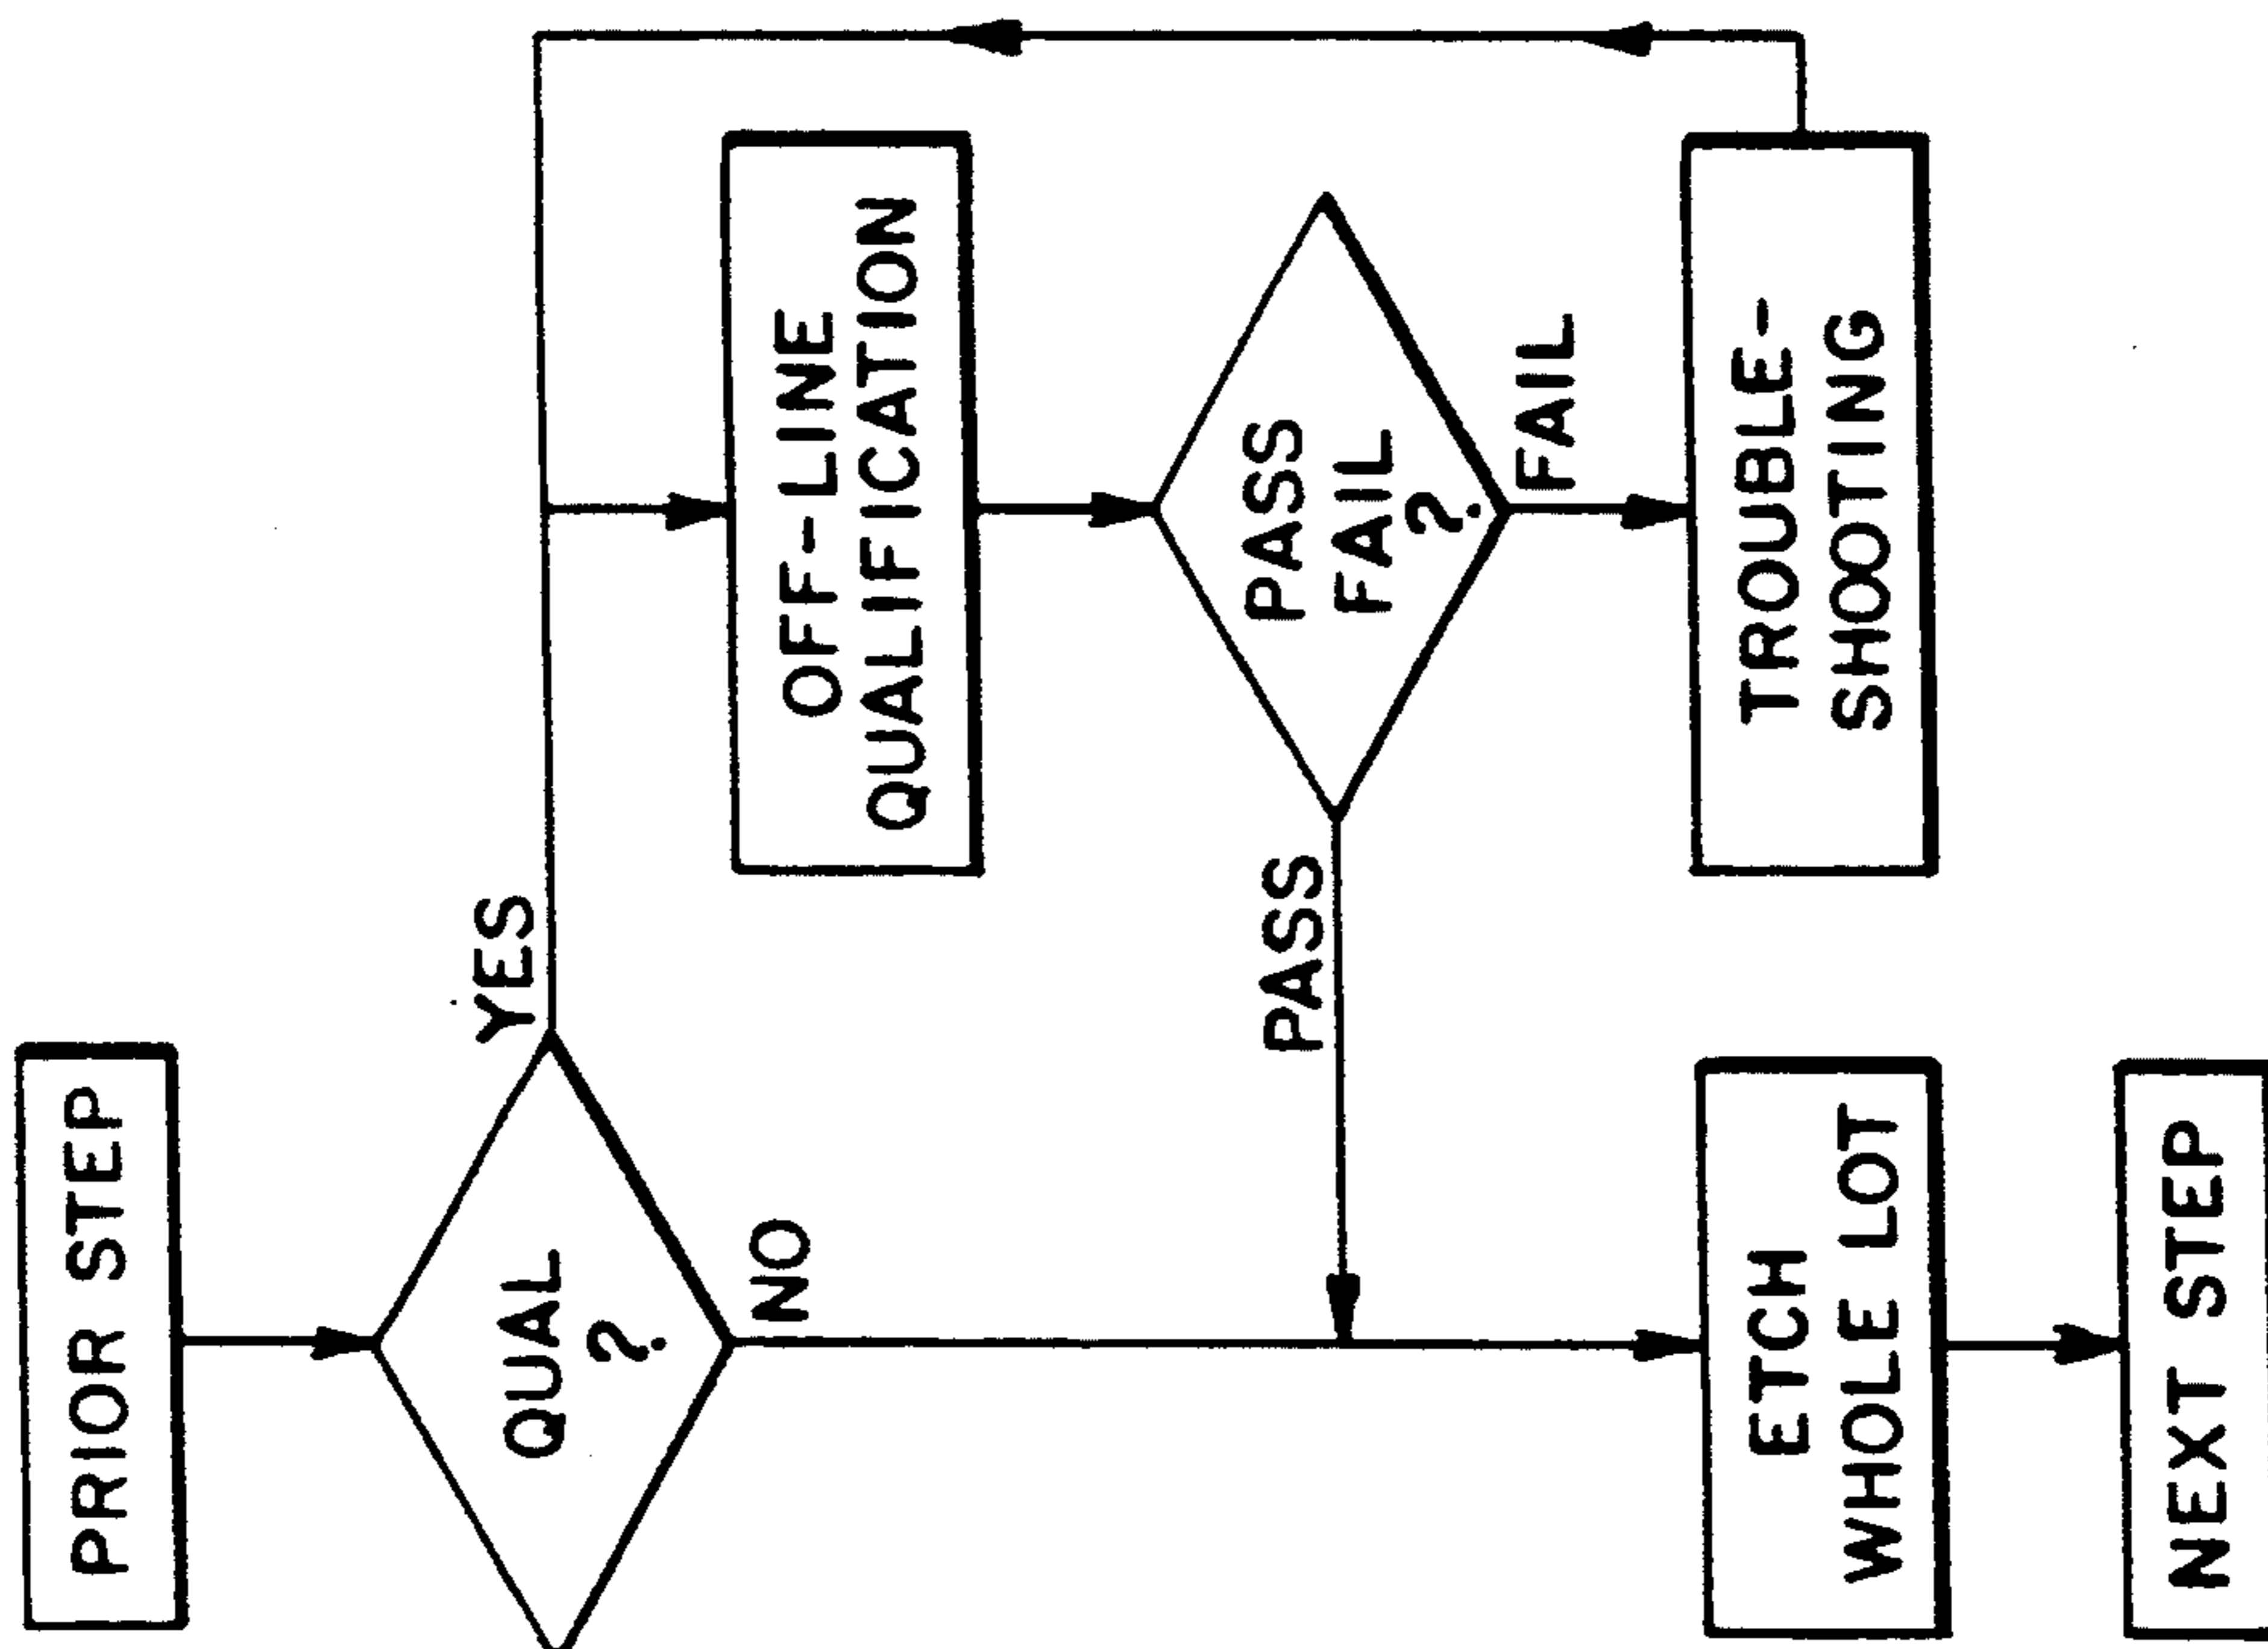 PRIOR STEP
QUAL
?
YES
NO
OFF-LINE
QUALIFICATION
PASS
FAIL
?
PASS
FAIL
TROUBLE-
SHOOTING
ETCH
WHOLE LOT
NEXT STEP